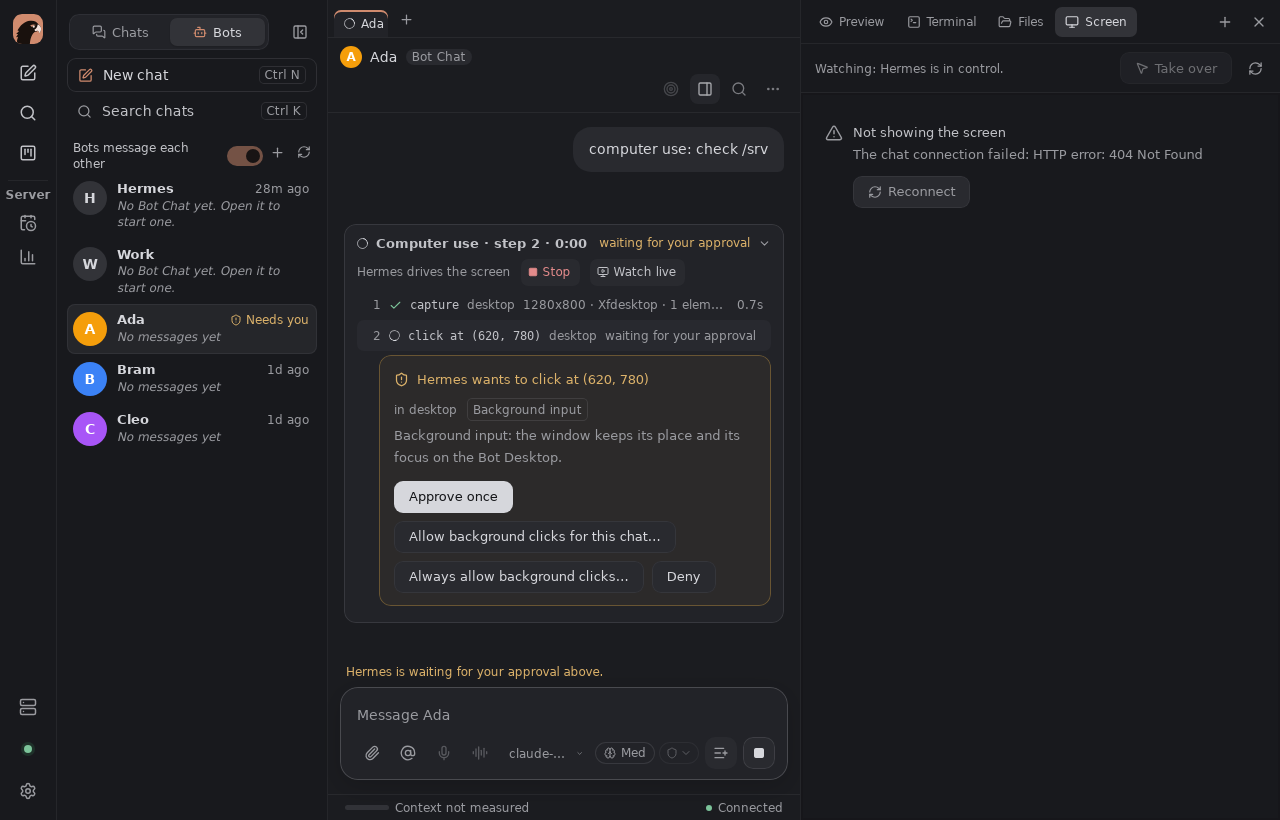 Chats
Bots
New chat
Ctrl N
Search chats
Ctrl K
Bots message each
other
Server
H
Hermes
28m ago
No Bot Chat yet. Open it to
start one.
W
Work
No Bot Chat yet. Open it to
start one.
A
Ada
Needs you
No messages yet
B
Bram
1d ago
No messages yet
C
Cleo
1d ago
No messages yet
Ada
A
Ada
Bot Chat
computer use: check /srv
Computer use · step 2 · 0:00
waiting for your approval
Hermes drives the screen
Stop
Watch live
1 capture desktop 1280x800 · Xfdesktop · 1 elem… 0.7s
2 click at (620, 780) desktop waiting for your approval
Hermes wants to click at (620, 780)
in desktop
Background input
Background input: the window keeps its place and its
focus on the Bot Desktop.
Approve once
Allow background clicks for this chat…
Always allow background clicks…
Deny
Hermes is waiting for your approval above.
Message Ada
claude-…
Med
Context not measured
Connected
Preview
Terminal
Files
Screen
Watching: Hermes is in control.
Take over
Not showing the screen
The chat connection failed: HTTP error: 404 Not Found
Reconnect